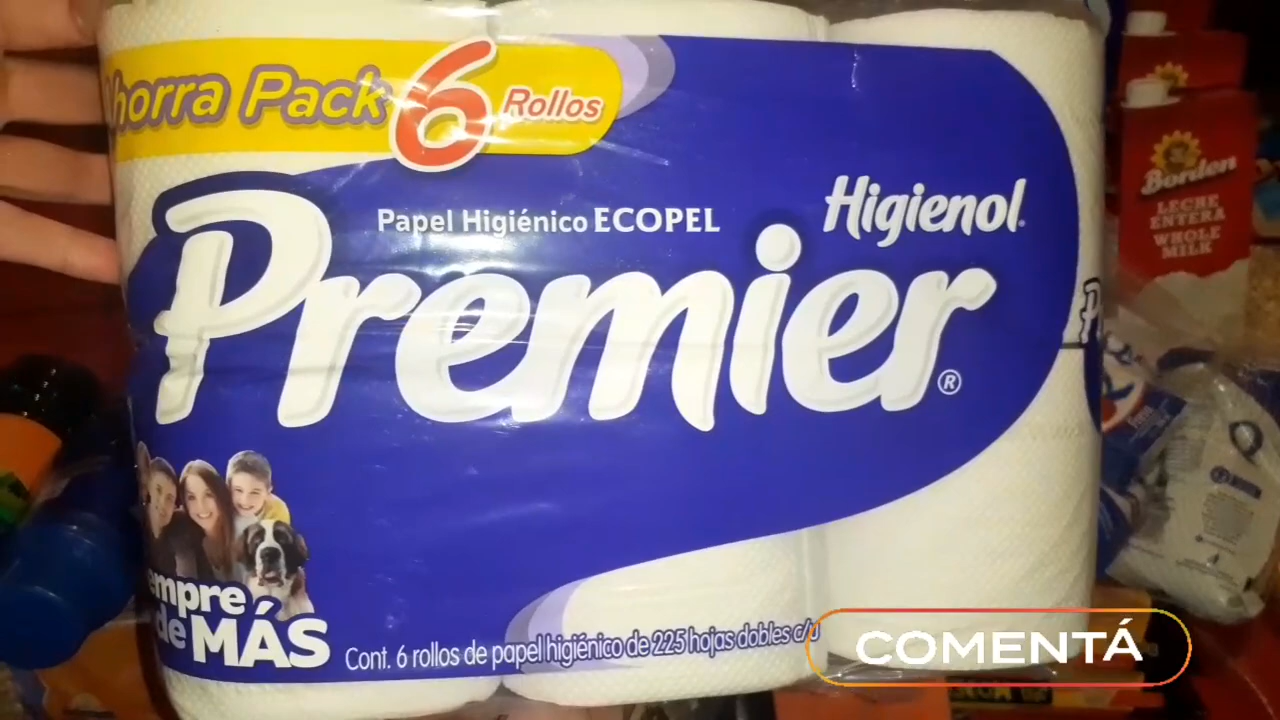 Ahorra Pack 6 Rollos
Papel Higiénico ECOPEL
Higienol
Premier®
empre
de MÁS
Cont. 6 rollos de papel higiénico de 225 hojas dobles c/u
Borden
LECHE
ENTERA
WHOLE
MILK
COMENTÁ